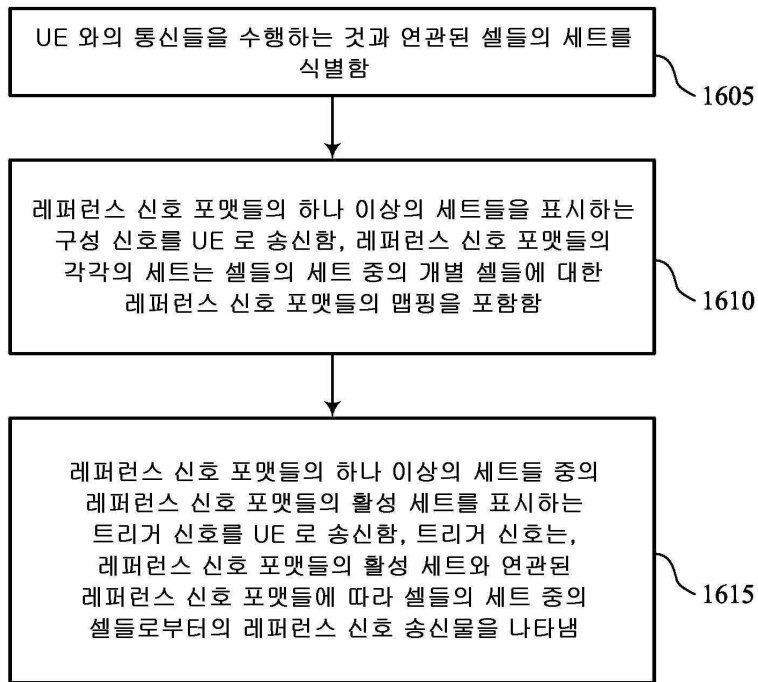 UE 와의 통신들을 수행하는 것과 연관된 셀들의 세트를
식별함
1605
레퍼런스 신호 포맷들의 하나 이상의 세트들을 표시하는
구성 신호를 UE 로 송신함, 레퍼런스 신호 포맷들의
각각의 세트는 셀들의 세트 중의 개별 셀들에 대한
레퍼런스 신호 포맷들의 맵핑을 포함함
1610
레퍼런스 신호 포맷들의 하나 이상의 세트들 중의
레퍼런스 신호 포맷들의 활성 세트를 표시하는
트리거 신호를 UE 로 송신함, 트리거 신호는,
레퍼런스 신호 포맷들의 활성 세트와 연관된
레퍼런스 신호 포맷들에 따라 셀들의 세트 중의
셀들로부터의 레퍼런스 신호 송신물을 나타냄
1615